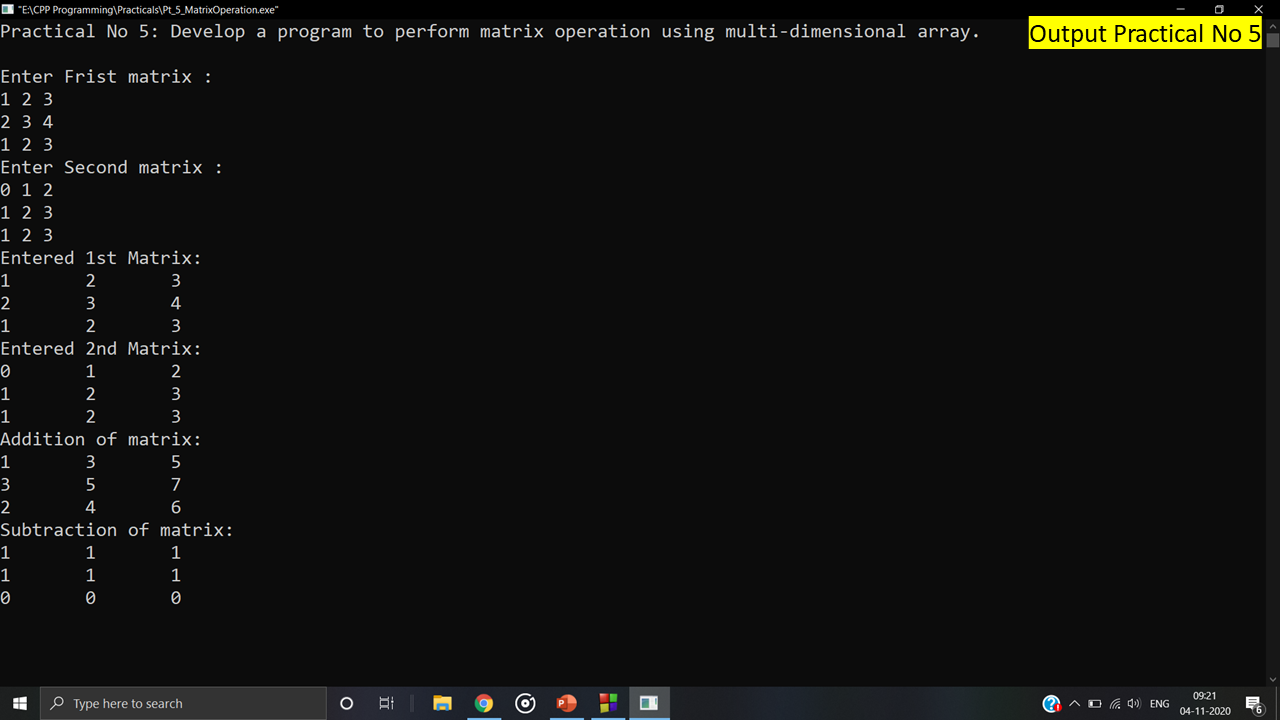 "E:\CPP Programming\Practicals\Pt_5_MatrixOperation.exe"
Practical No 5: Develop a program to perform matrix operation using multi-dimensional array.
Output Practical No 5
Enter Frist matrix :
1 2 3
2 3 4
1 2 3
Enter Second matrix :
0 1 2
1 2 3
1 2 3
Entered 1st Matrix:
1 2 3
2 3 4
1 2 3
Entered 2nd Matrix:
0 1 2
1 2 3
1 2 3
Addition of matrix:
1 3 5
3 5 7
2 4 6
Subtraction of matrix:
1 1 1
1 1 1
0 0 0
Type here to search
ENG
09:21
04-11-2020
6